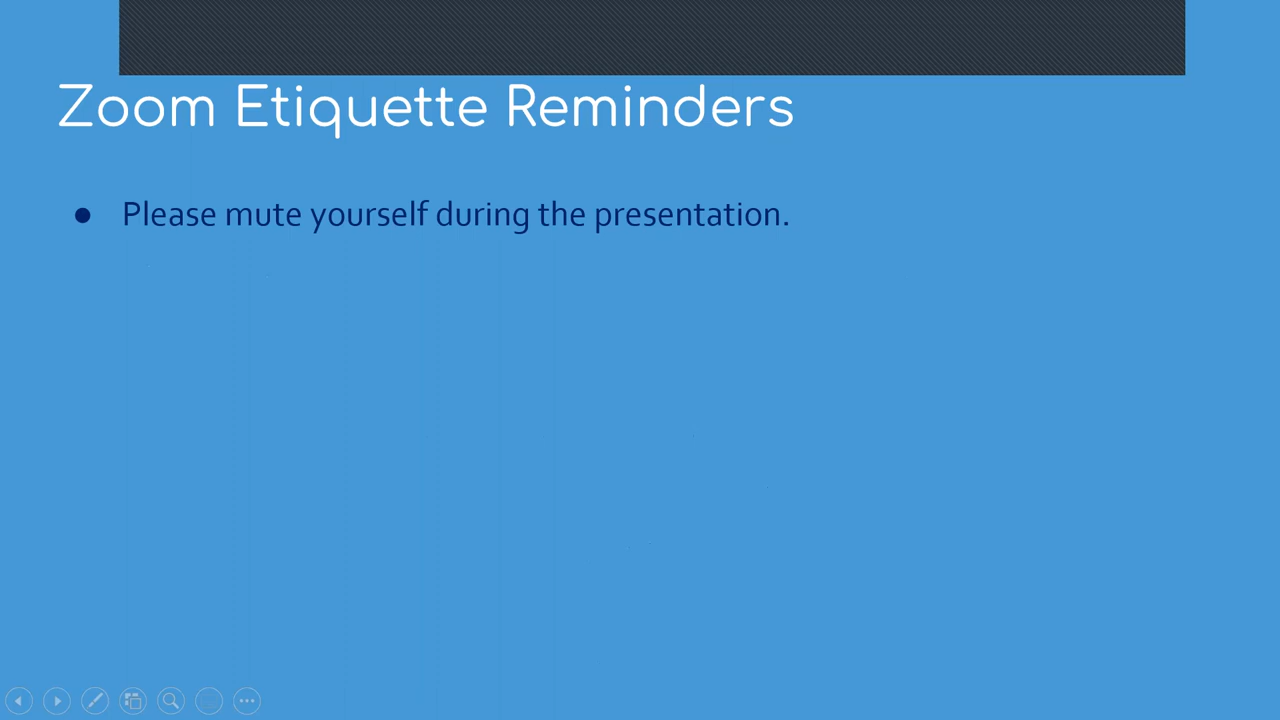 Zoom Etiquette Reminders
● Please mute yourself during the presentation.